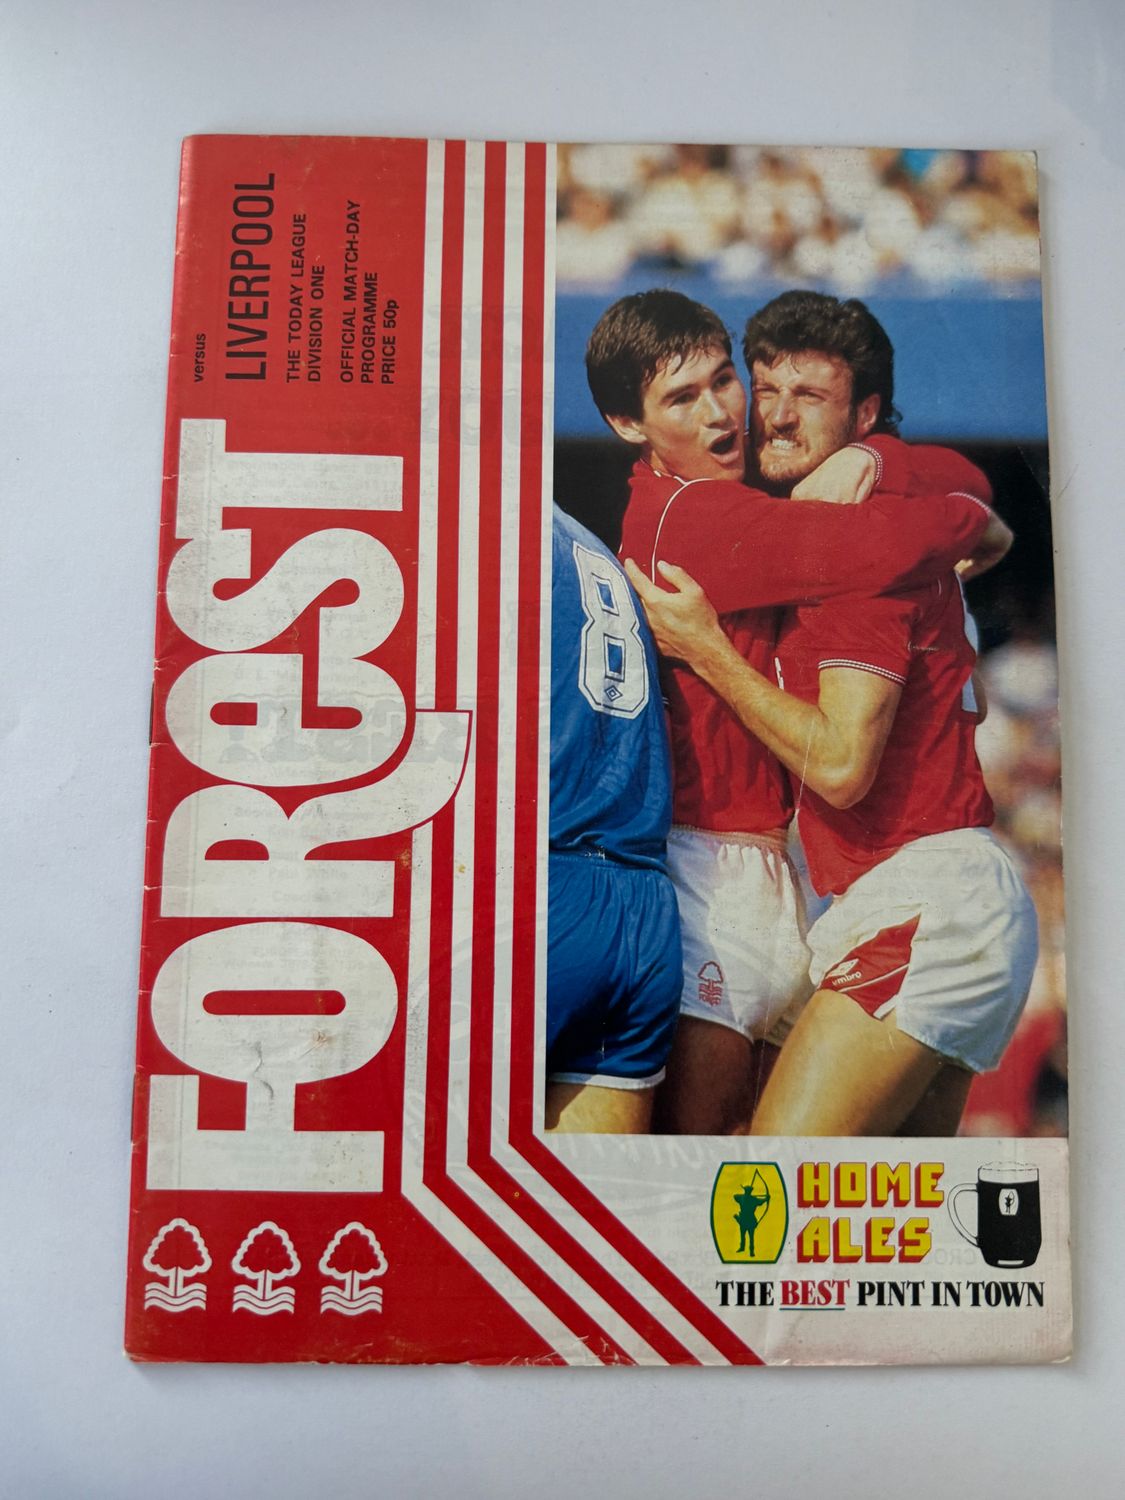 versus
LIVERPOOL
THE TODAY LEAGUE
DIVISION ONE
OFFICIAL MATCH-DAY
PROGRAMME
PRICE 50p
FOReST
8
umbro
HOME
ALES
THE BEST PINT IN TOWN